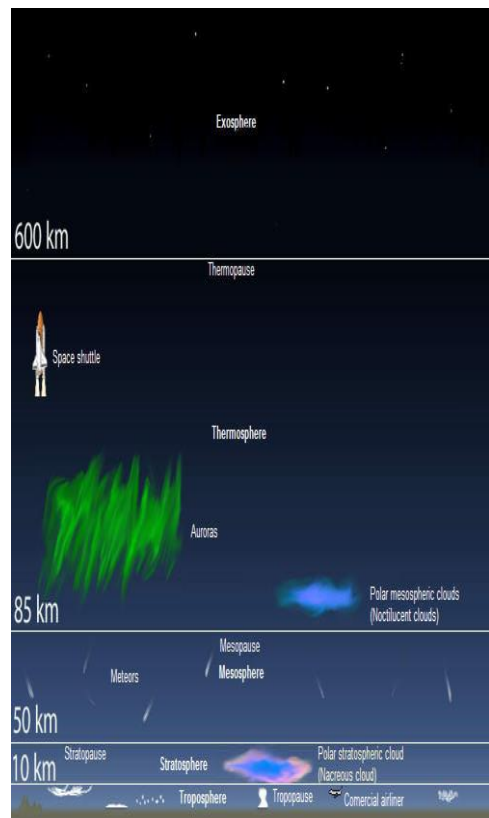 Exosphere
600 km
Thermopause
Space shuttle
Thermosphere
Auroras
Polar mesospheric clouds
(Noctilucent clouds)
85 km
Mesopause
Mesosphere
Meteors
50 km
Stratopause
Polar stratospheric cloud
Stratosphere
(Nacreous cloud)
10 km
Troposphere
Tropopause
Comercial airliner